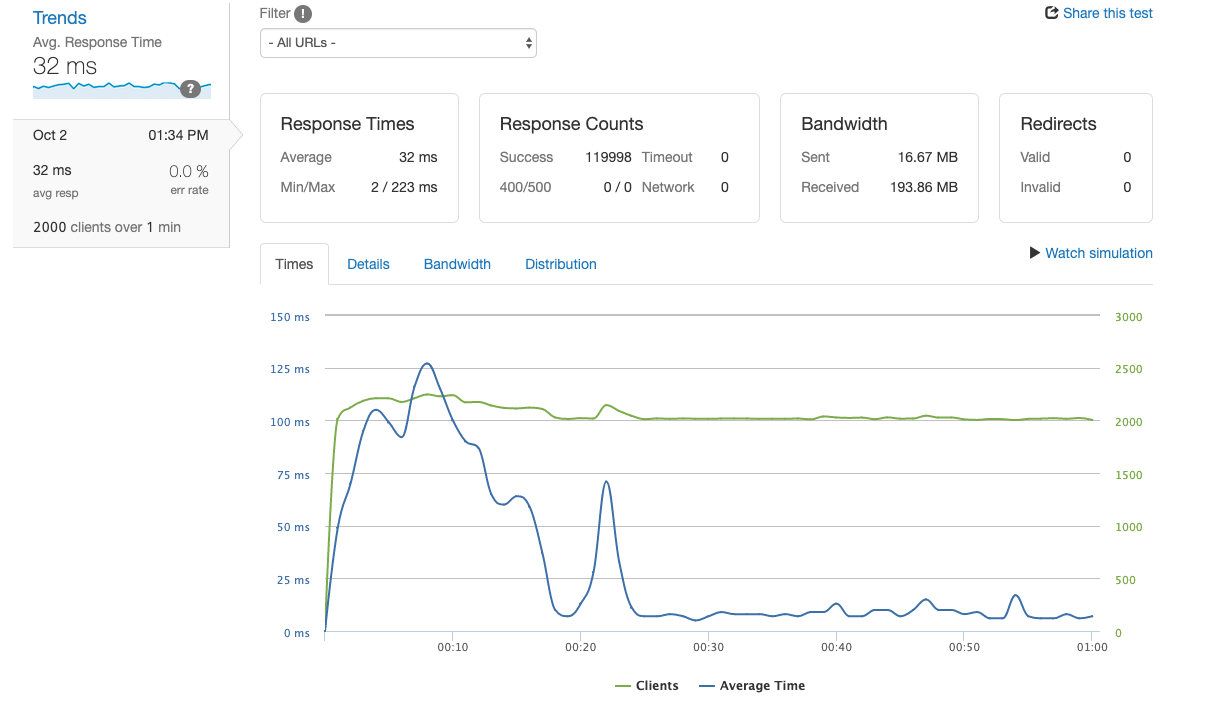 Trends
Avg. Response Time
32 ms
?
Oct 2 01:34 PM
32 ms 0.0 %
avg resp err rate
2000 clients over 1 min
Filter !
- All URLs -
Share this test
Response Times
Average 32 ms
Min/Max 2 / 223 ms
Response Counts
Success 119998 Timeout 0
400/500 0 / 0 Network 0
Bandwidth
Sent 16.67 MB
Received 193.86 MB
Redirects
Valid 0
Invalid 0
Times Details Bandwidth Distribution
Watch simulation
150 ms 3000
125 ms 2500
100 ms 2000
75 ms 1500
50 ms 1000
25 ms 500
0 ms 0
00:10 00:20 00:30 00:40 00:50 01:00
Clients Average Time